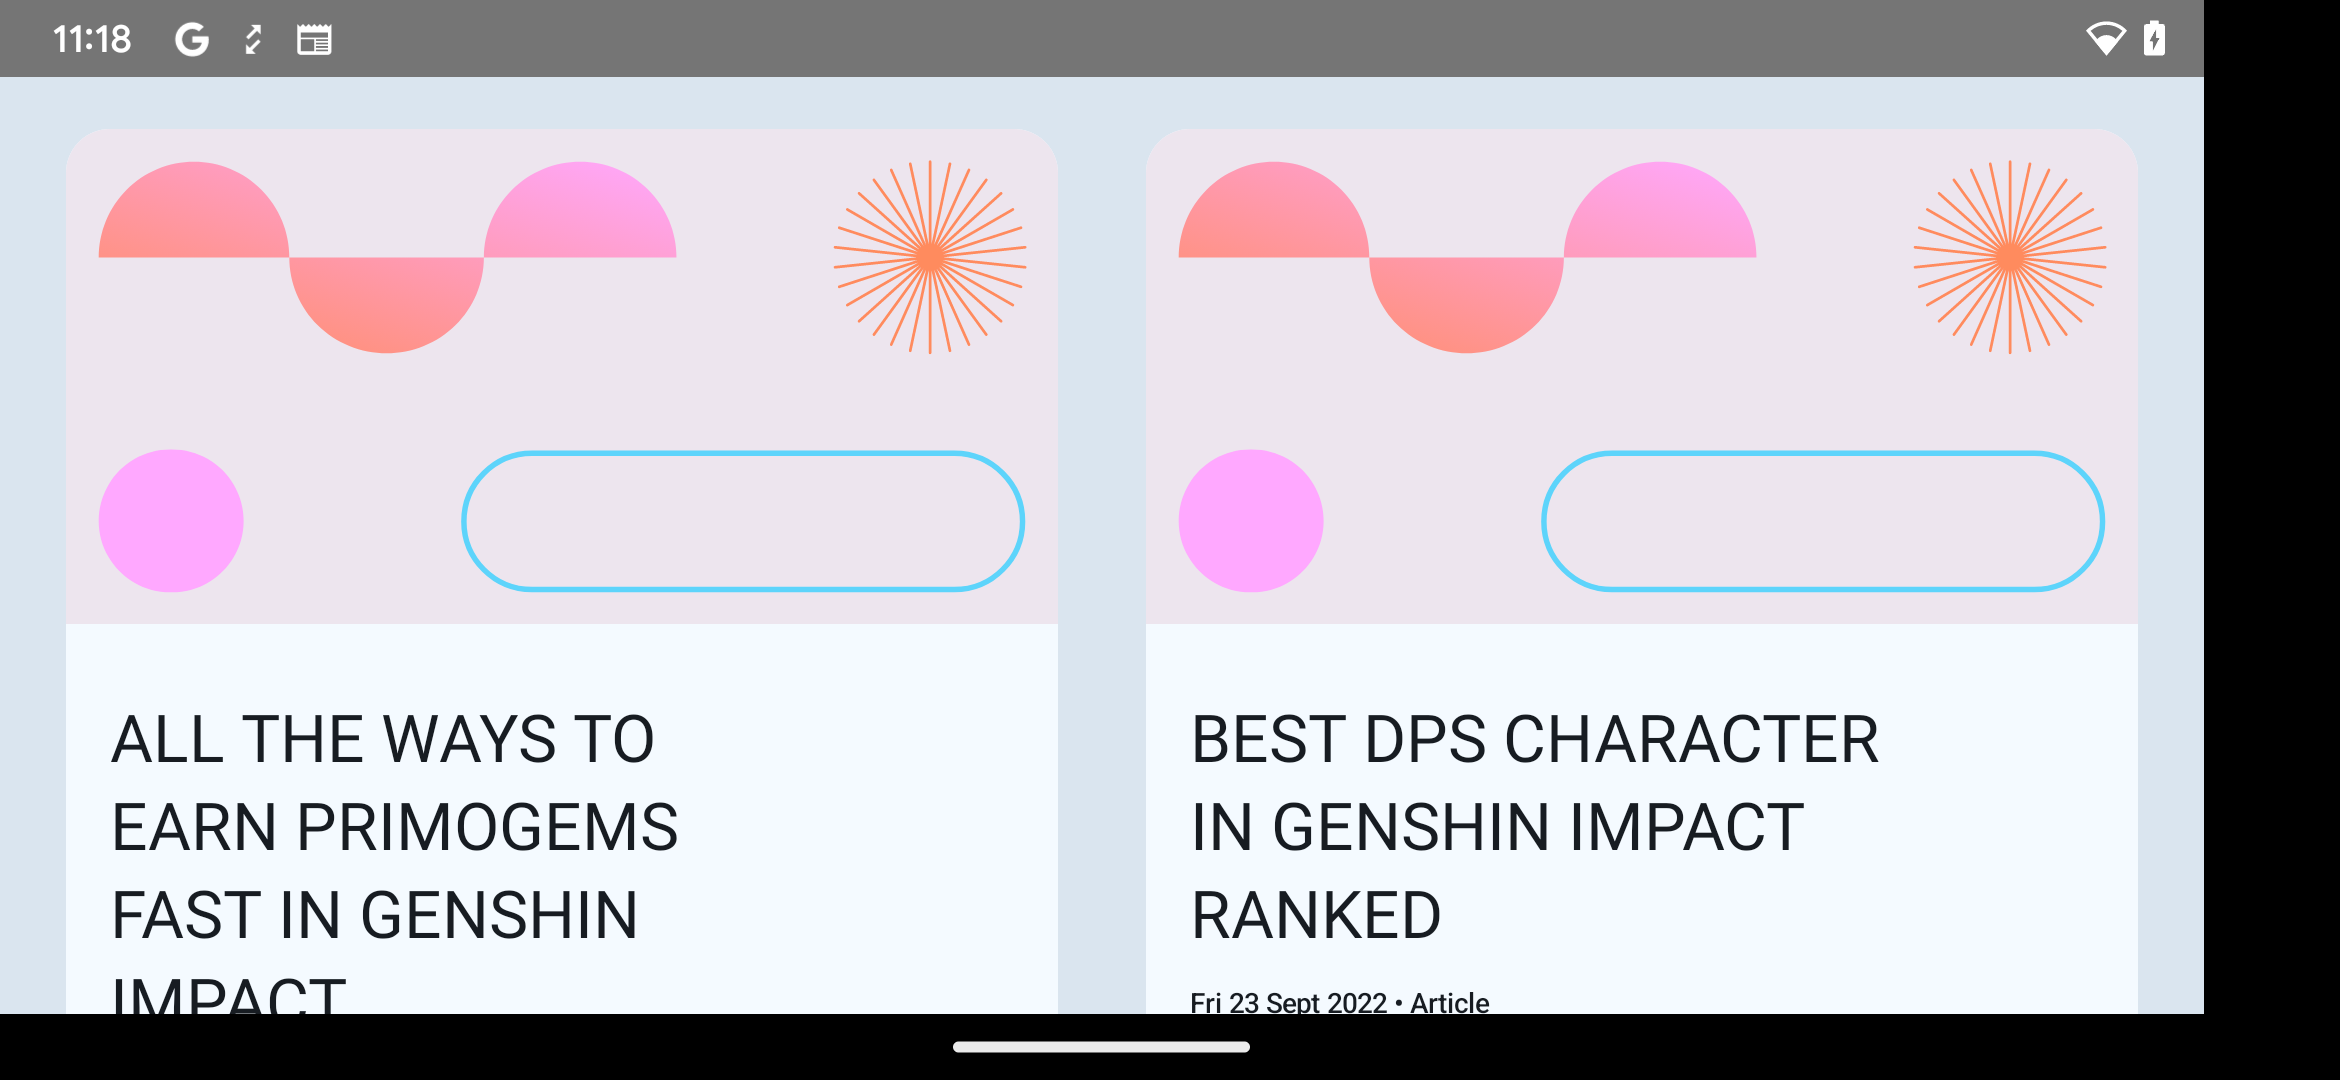 11:18
ALL THE WAYS TO
EARN PRIMOGEMS
FAST IN GENSHIN
IMPACT
BEST DPS CHARACTER
IN GENSHIN IMPACT
RANKED
Fri 23 Sept 2022 • Article